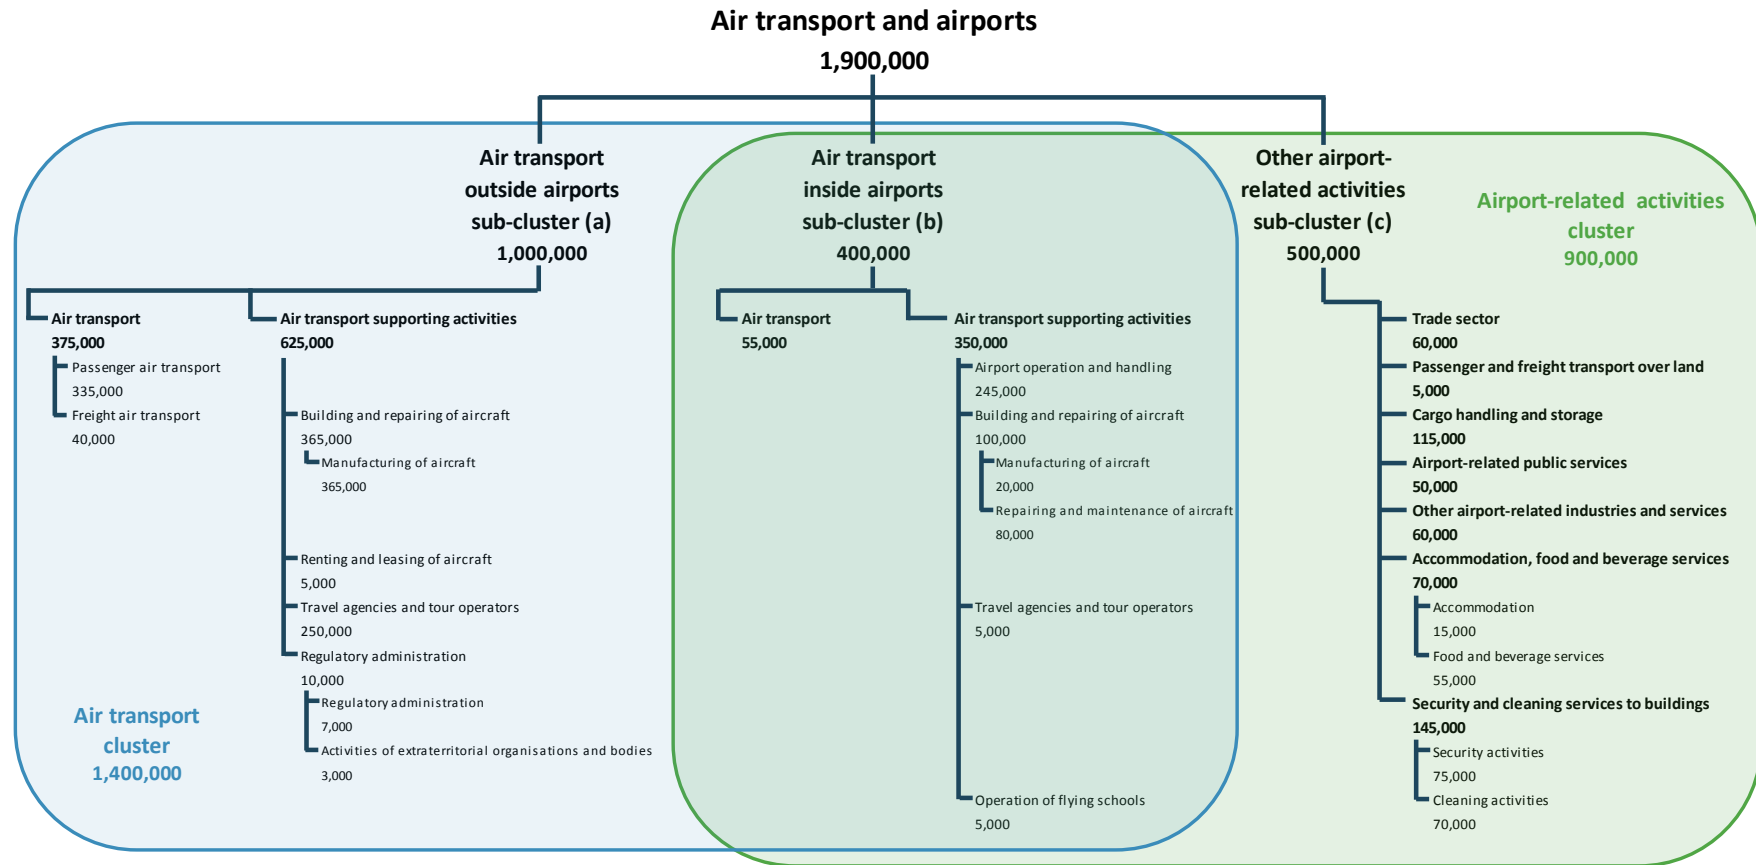 Air transport and airports
1,900,000
Air transport
outside airports
sub-cluster (a)
1,000,000
Air transport
375,000
Passenger air transport
335,000
Freight air transport
40,000
Air transport supporting activities
625,000
Building and repairing of aircraft
365,000
Manufacturing of aircraft
365,000
Renting and leasing of aircraft
5,000
Travel agencies and tour operators
250,000
Regulatory administration
10,000
Regulatory administration
7,000
Activities of extraterritorial organisations and bodies
3,000
Air transport
cluster
1,400,000
Air transport
inside airports
sub-cluster (b)
400,000
Air transport
55,000
Air transport supporting activities
350,000
Airport operation and handling
245,000
Building and repairing of aircraft
100,000
Manufacturing of aircraft
20,000
Repairing and maintenance of aircraft
80,000
Travel agencies and tour operators
5,000
Operation of flying schools
5,000
Other airport-
related activities
sub-cluster (c)
500,000
Airport-related activities
cluster
900,000
Trade sector
60,000
Passenger and freight transport over land
5,000
Cargo handling and storage
115,000
Airport-related public services
50,000
Other airport-related industries and services
60,000
Accommodation, food and beverage services
70,000
Accommodation
15,000
Food and beverage services
55,000
Security and cleaning services to buildings
145,000
Security activities
75,000
Cleaning activities
70,000